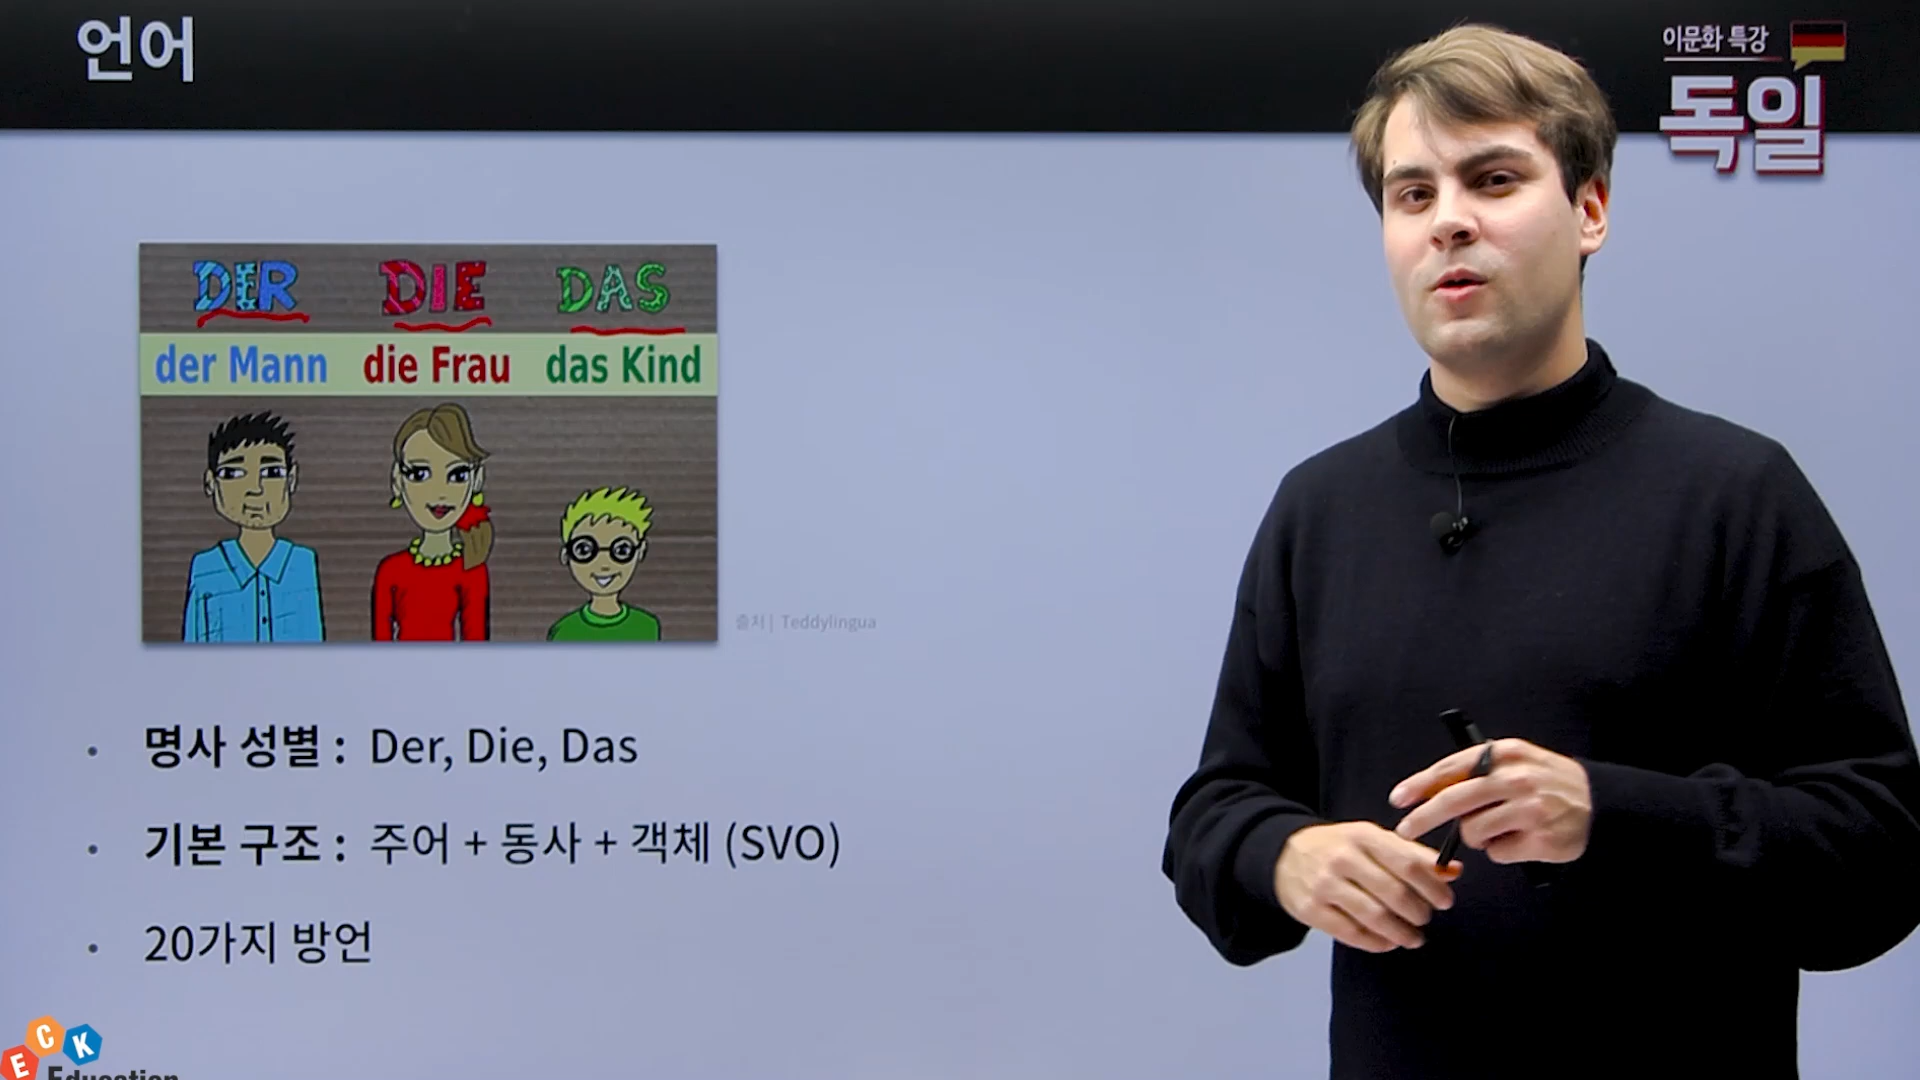 언어
이문화 특강
독일
DER DIE DAS
der Mann die Frau das Kind
출처| Teddylingua
• 명사 성별 : Der, Die, Das
• 기본 구조 : 주어 + 동사 + 객체 (SVO)
• 20가지 방언
ECK
Education